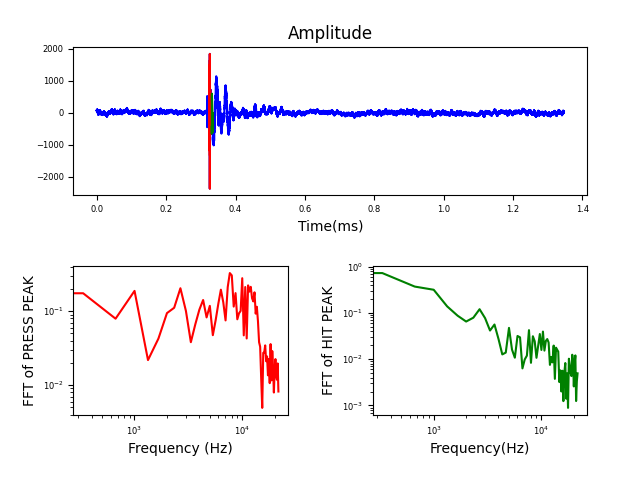 Amplitude
2000
1000
0
−1000
−2000
0.0 0.2 0.4 0.6 0.8 1.0 1.2 1.4
Time(ms)
FFT of PRESS PEAK
10⁻¹
10⁻²
10³ 10⁴
Frequency (Hz)
FFT of HIT PEAK
10⁰
10⁻¹
10⁻²
10⁻³
10³ 10⁴
Frequency(Hz)